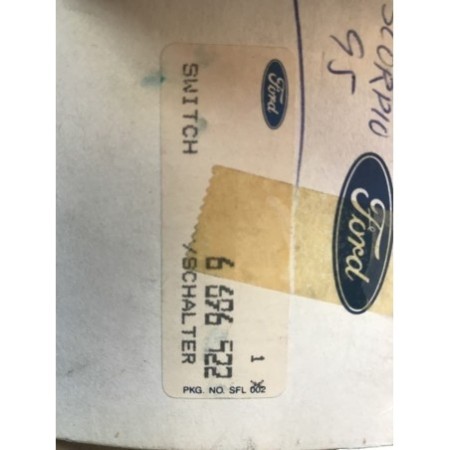 SCORPIO
95
Ford
Ford
SWITCH /SCHALTER
6 676 522
1
PKG. NO. SFL 002